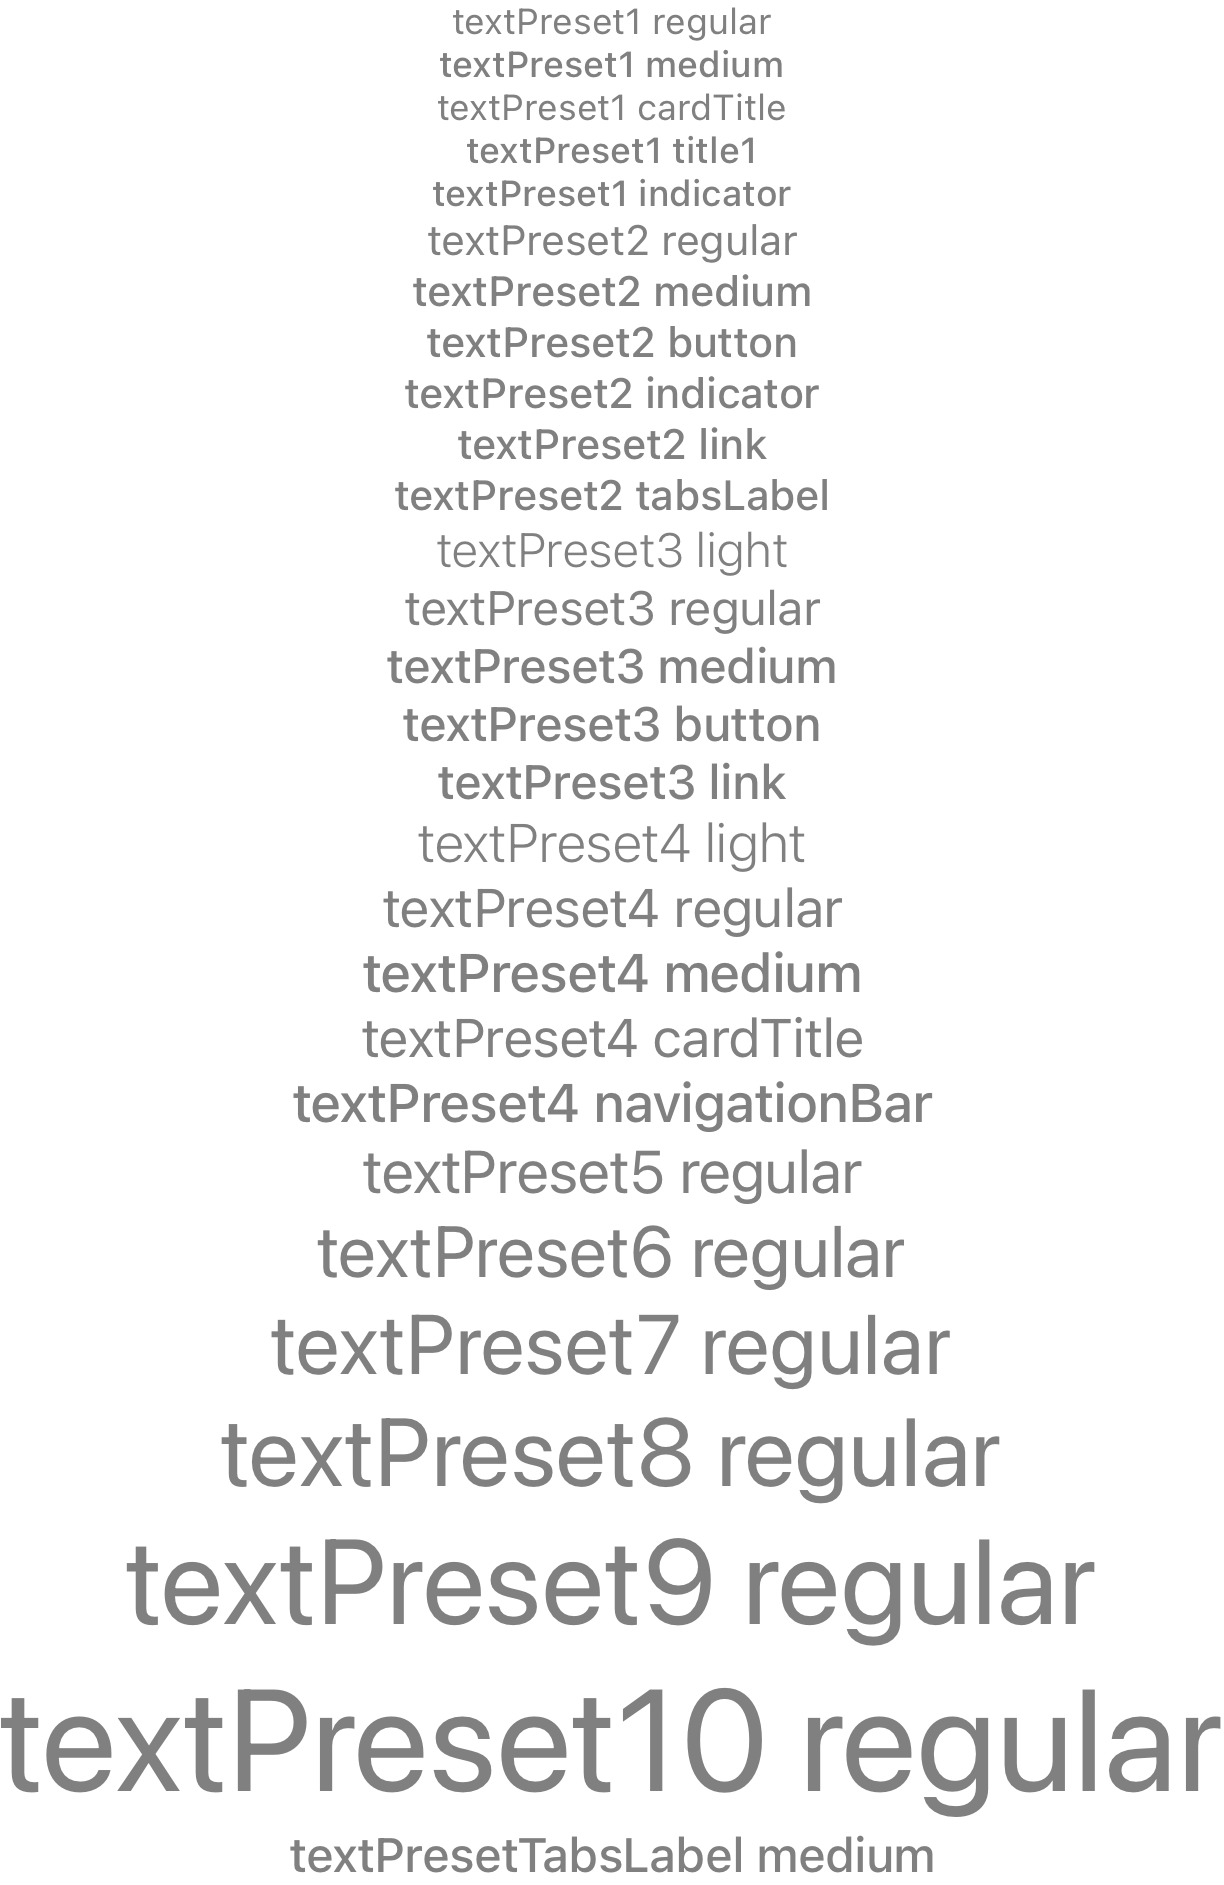 textPreset1 regular
textPreset1 medium
textPreset1 cardTitle
textPreset1 title1
textPreset1 indicator
textPreset2 regular
textPreset2 medium
textPreset2 button
textPreset2 indicator
textPreset2 link
textPreset2 tabsLabel
textPreset3 light
textPreset3 regular
textPreset3 medium
textPreset3 button
textPreset3 link
textPreset4 light
textPreset4 regular
textPreset4 medium
textPreset4 cardTitle
textPreset4 navigationBar
textPreset5 regular
textPreset6 regular
textPreset7 regular
textPreset8 regular
textPreset9 regular
textPreset10 regular
textPresetTabsLabel medium